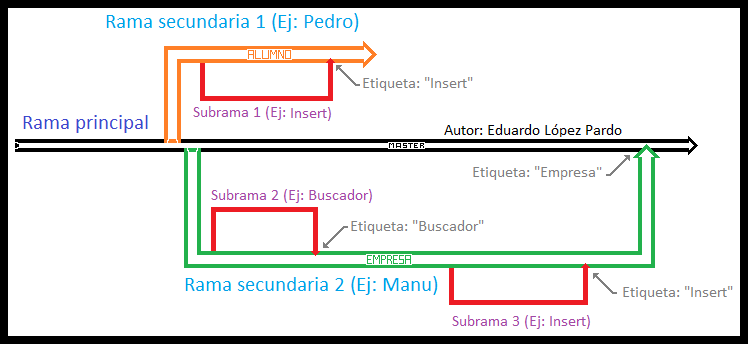 Rama secundaria 1 (Ej: Pedro)
ALUMNO
Etiqueta: "Insert"
Subrama 1 (Ej: Insert)
Rama principal
Autor: Eduardo López Pardo
MASTER
Etiqueta: "Empresa"
Subrama 2 (Ej: Buscador)
Etiqueta: "Buscador"
EMPRESA
Rama secundaria 2 (Ej: Manu)
Etiqueta: "Insert"
Subrama 3 (Ej: Insert)